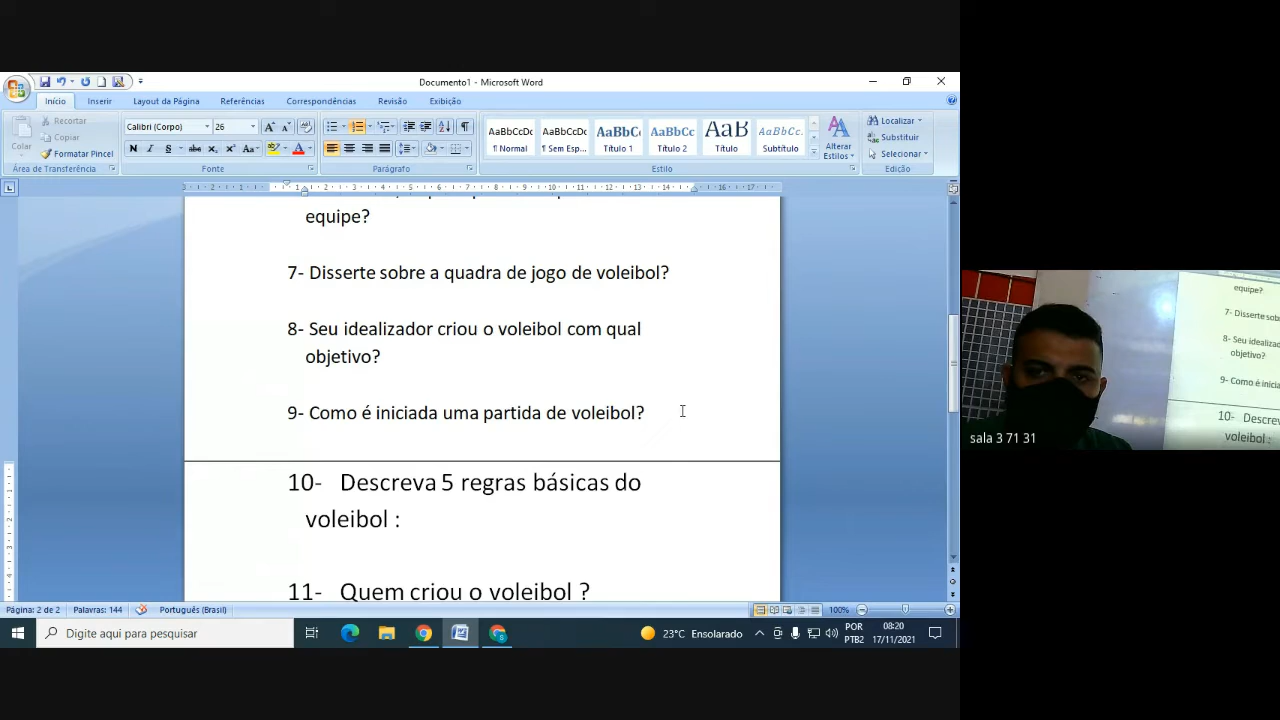 Documento1 - Microsoft Word
Início Inserir Layout da Página Referências Correspondências Revisão Exibição
Colar
Recortar
Copiar
Formatar Pincel
Área de Transferência
Calibri (Corpo) 26
Fonte
Parágrafo
AaBbCcDc AaBbCcDc AaBbC AaBbCc AaB AaBbCc.
¶ Normal ¶ Sem Esp... Título 1 Título 2 Título Subtítulo
Alterar Estilos
Estilo
Localizar
Substituir
Selecionar
Edição
equipe?
7- Disserte sobre a quadra de jogo de voleibol?
8- Seu idealizador criou o voleibol com qual
objetivo?
9- Como é iniciada uma partida de voleibol?
10- Descreva 5 regras básicas do
voleibol :
11- Quem criou o voleibol ?
Página: 2 de 2 Palavras: 144 Português (Brasil) 100%
Digite aqui para pesquisar
23°C Ensolarado
POR
PTB2
08:20
17/11/2021
equipe?
7- Disserte sob
8- Seu idealiza
objetivo?
9- Como é inici
10- Descre
voleibol :
sala 3 71 31